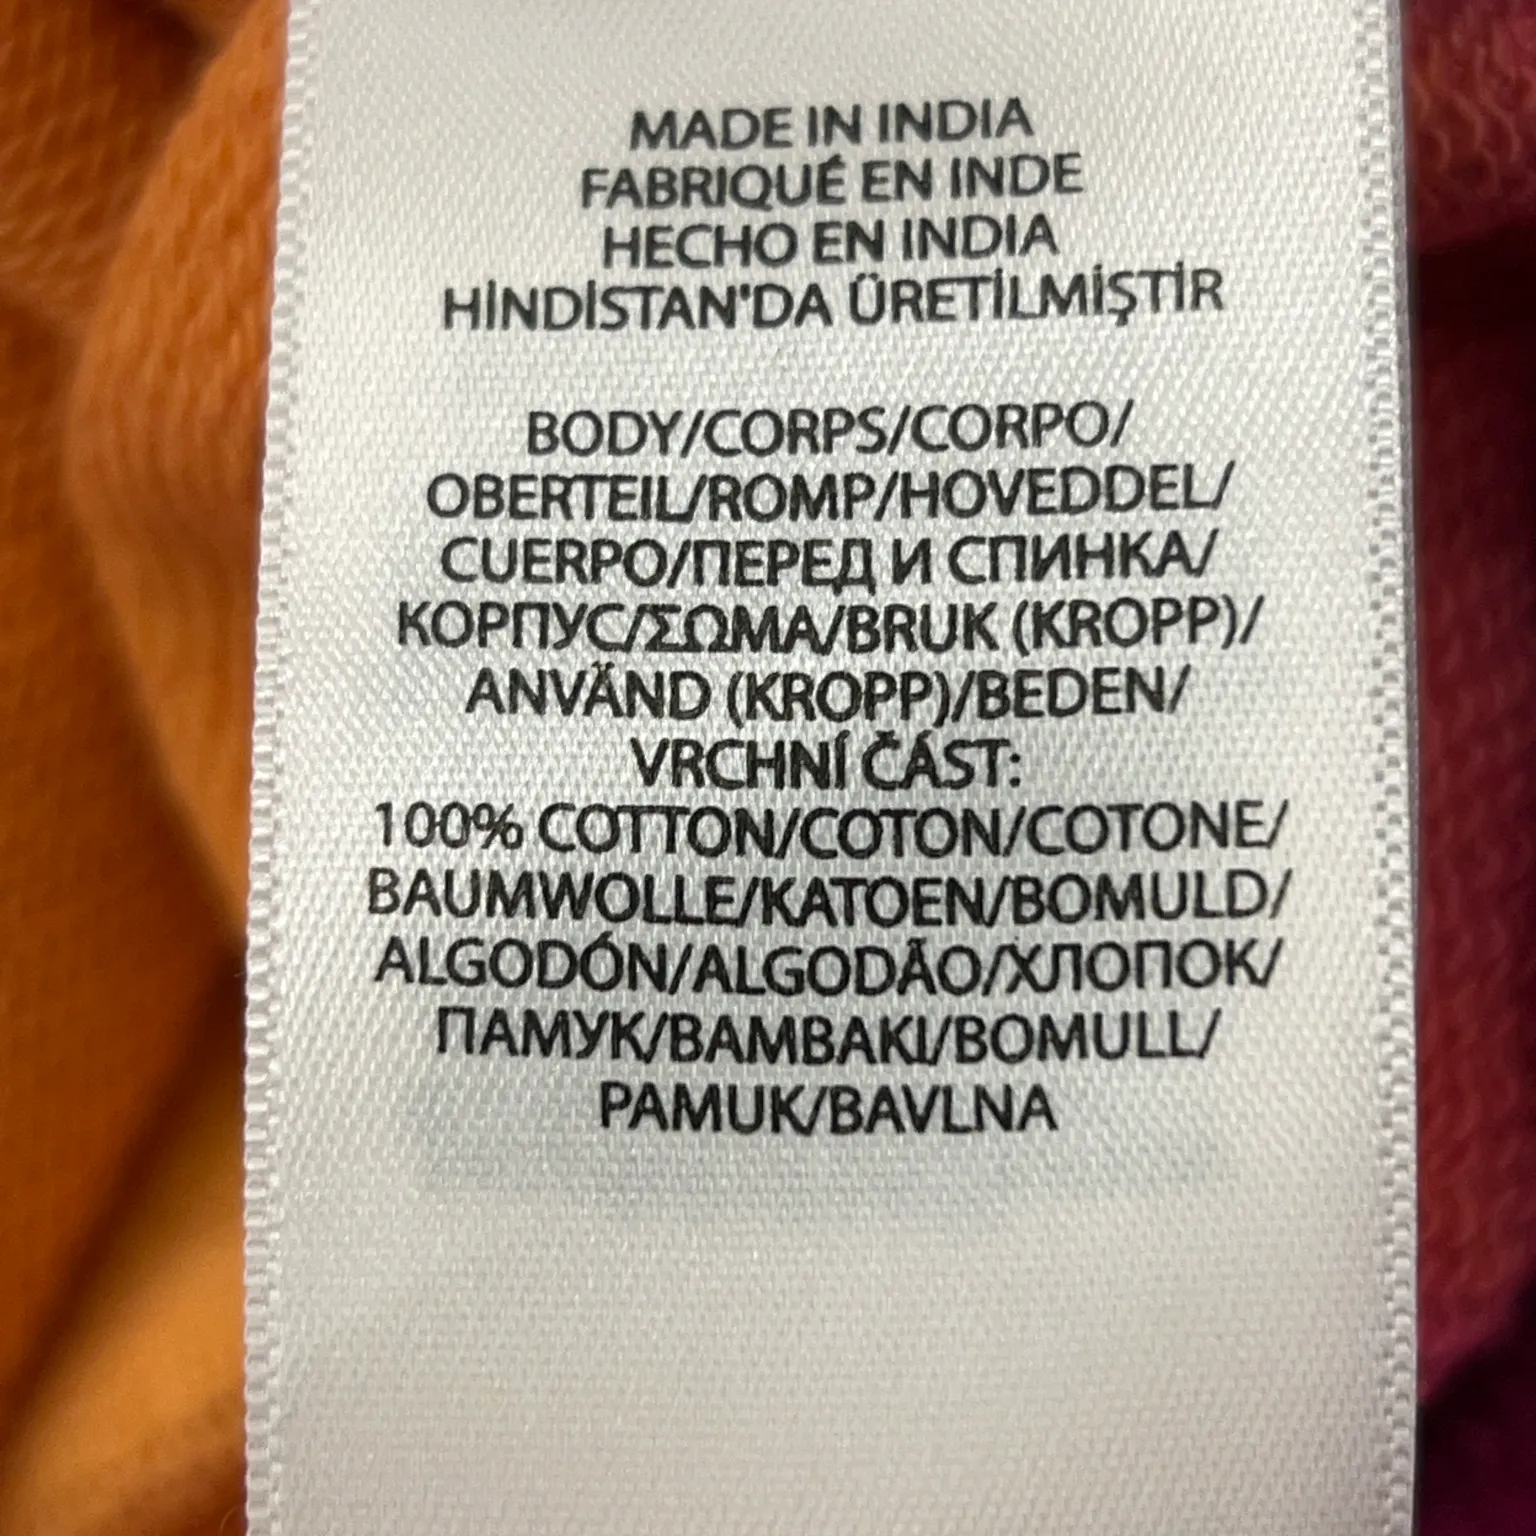 MADE IN INDIA
FABRIQUÉ EN INDE
HECHO EN INDIA
HİNDİSTAN'DA ÜRETİLMİŞTİR
BODY/CORPS/CORPO/
OBERTEIL/ROMP/HOVEDDEL/
CUERPO/ПЕРЕД И СПИНКА/
КОРПУС/ΣΩΜΑ/BRUK (KROPP)/
ANVÄND (KROPP)/BEDEN/
VRCHNÍ ČÁST:
100% COTTON/COTON/COTONE/
BAUMWOLLE/KATOEN/BOMULD/
ALGODÓN/ALGODÃO/ХЛОПОК/
ПАМУК/BAMBAKI/BOMULL/
PAMUK/BAVLNA